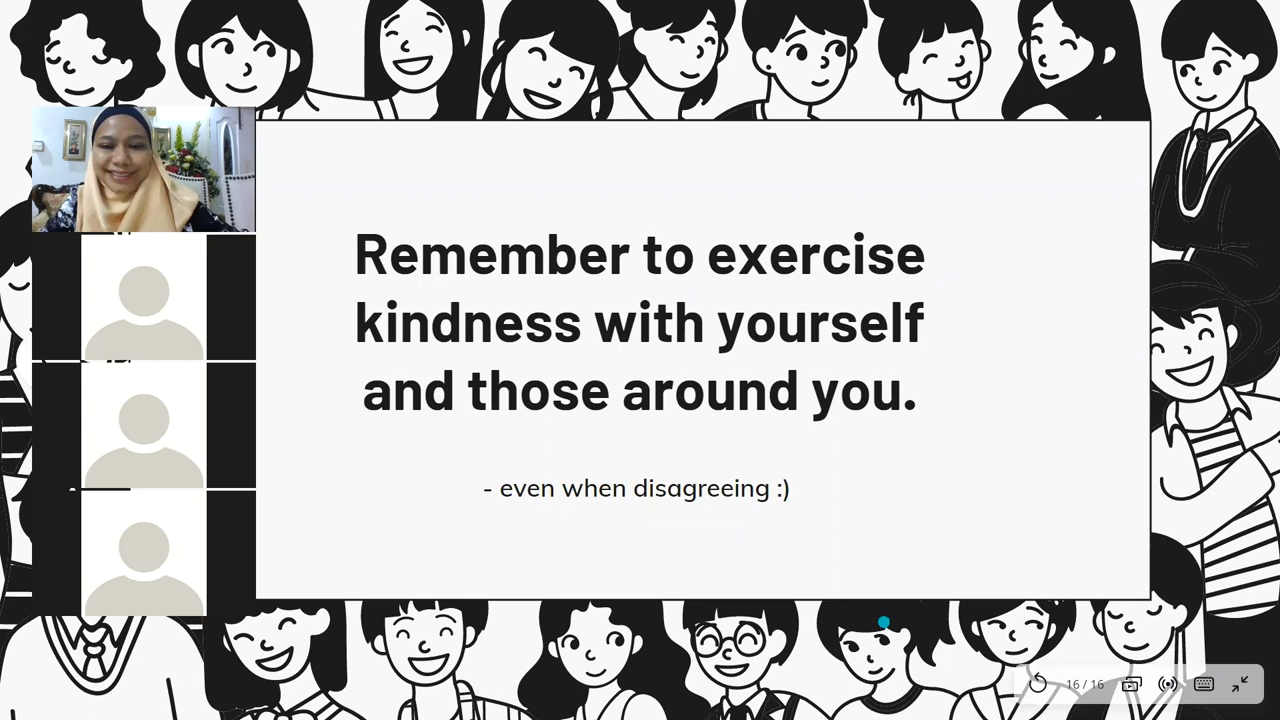 Remember to exercise
kindness with yourself
and those around you.
- even when disagreeing :)
16 / 16